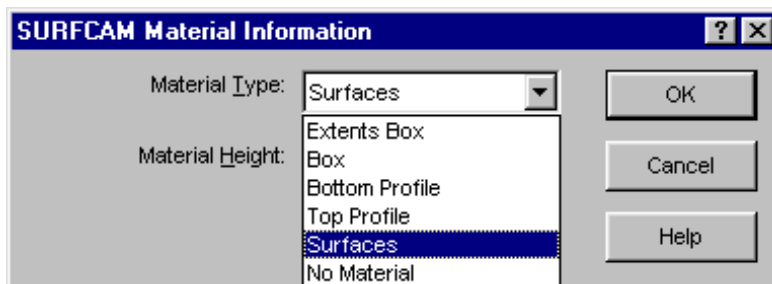 SURFCAM Material Information
? X
Material Type: Surfaces OK
Extents Box
Material Height: Box Cancel
Bottom Profile
Top Profile
Surfaces Help
No Material